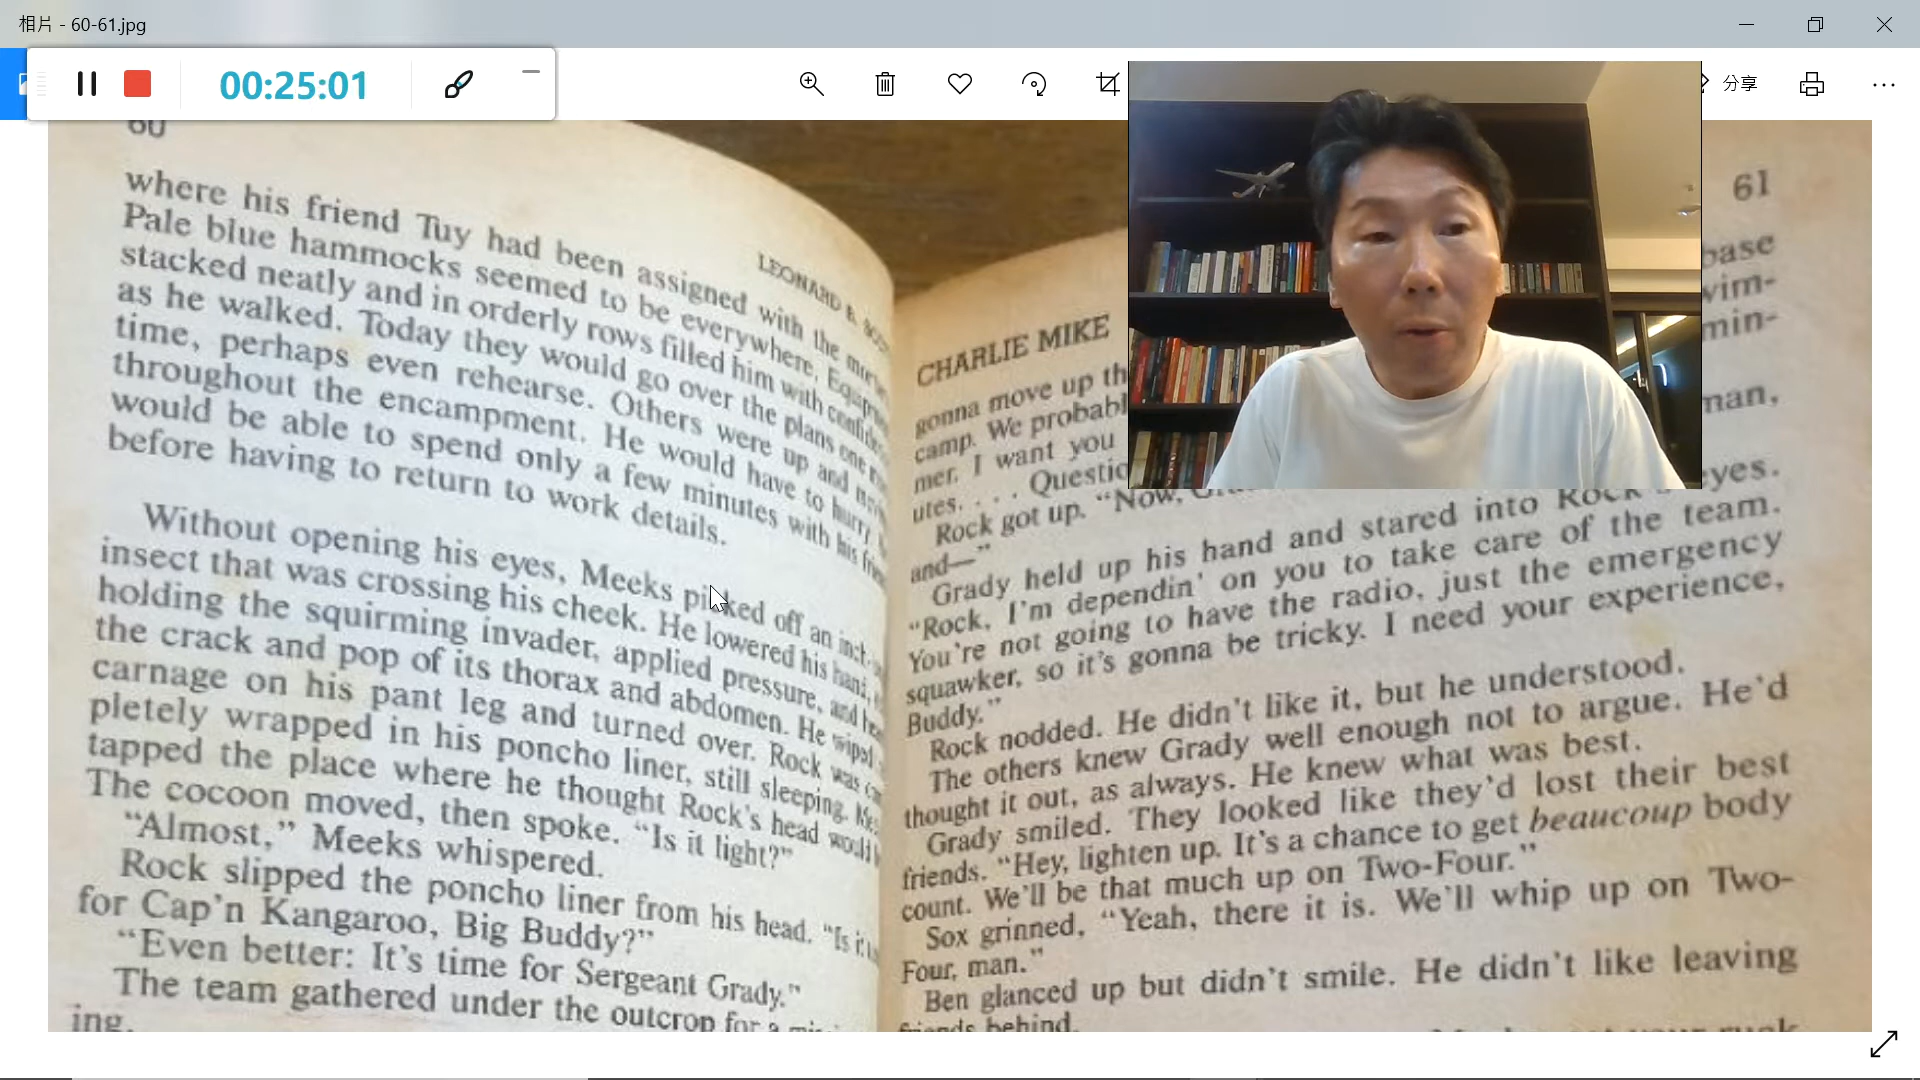 相片 - 60-61.jpg
00:25:01
分享
60
LEONARD B.
where his friend Tuy had been assigned with the
Pale blue hammocks seemed to be everywhere.
stacked neatly and in orderly rows filled him with
as he walked. Today they would go over the plans one
time, perhaps even rehearse. Others were up and
throughout the encampment. He would have to hurry.
would be able to spend only a few minutes with his
before having to return to work details.
Without opening his eyes, Meeks picked off an inch
insect that was crossing his cheek. He lowered his hand,
holding the squirming invader, applied pressure, and
the crack and pop of its thorax and abdomen. He wiped
carnage on his pant leg and turned over. Rock was
pletely wrapped in his poncho liner, still sleeping.
tapped the place where he thought Rock's head would
The cocoon moved, then spoke. "Is it light?"
"Almost," Meeks whispered.
Rock slipped the poncho liner from his head. "Is it
for Cap'n Kangaroo, Big Buddy?"
"Even better: It's time for Sergeant Grady."
The team gathered under the outcrop for a
ing.
CHARLIE MIKE
61
gonna move up th
base
camp. We probabl
wim-
mer. I want you
min-
utes. . . . Questio
Rock got up. "Now,
man,
and—"
Grady held up his hand and stared into Rock's eyes.
"Rock, I'm dependin' on you to take care of the team.
You're not going to have the radio, just the emergency
squawker, so it's gonna be tricky. I need your experience,
Buddy."
Rock nodded. He didn't like it, but he understood.
The others knew Grady well enough not to argue. He'd
thought it out, as always. He knew what was best.
Grady smiled. They looked like they'd lost their best
friends. "Hey, lighten up. It's a chance to get beaucoup body
count. We'll be that much up on Two-Four."
Sox grinned, "Yeah, there it is. We'll whip up on Two-
Four, man."
Ben glanced up but didn't smile. He didn't like leaving
friends behind.